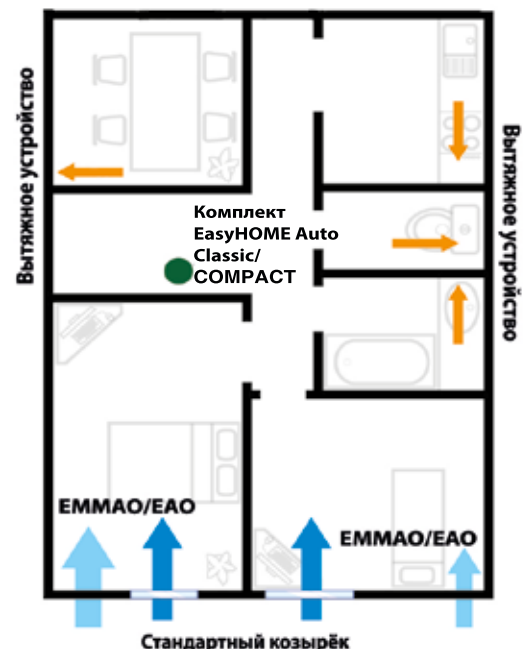 Вытяжное устройство
Вытяжное устройство
Комплект
EasyHOME Auto
Classic/
COMPACT
EMMAO/EAO
EMMAO/EAO
Стандартный козырёк